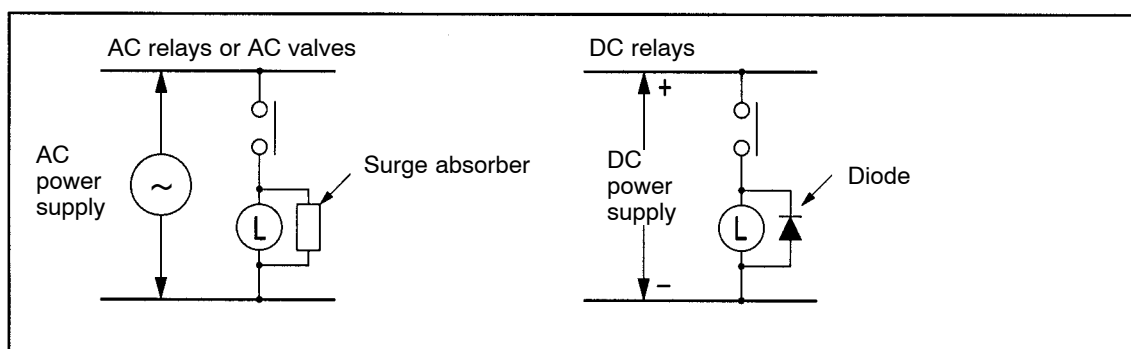 AC relays or AC valves
AC
power
supply
~
L
Surge absorber
DC relays
+
DC
power
supply
−
L
Diode